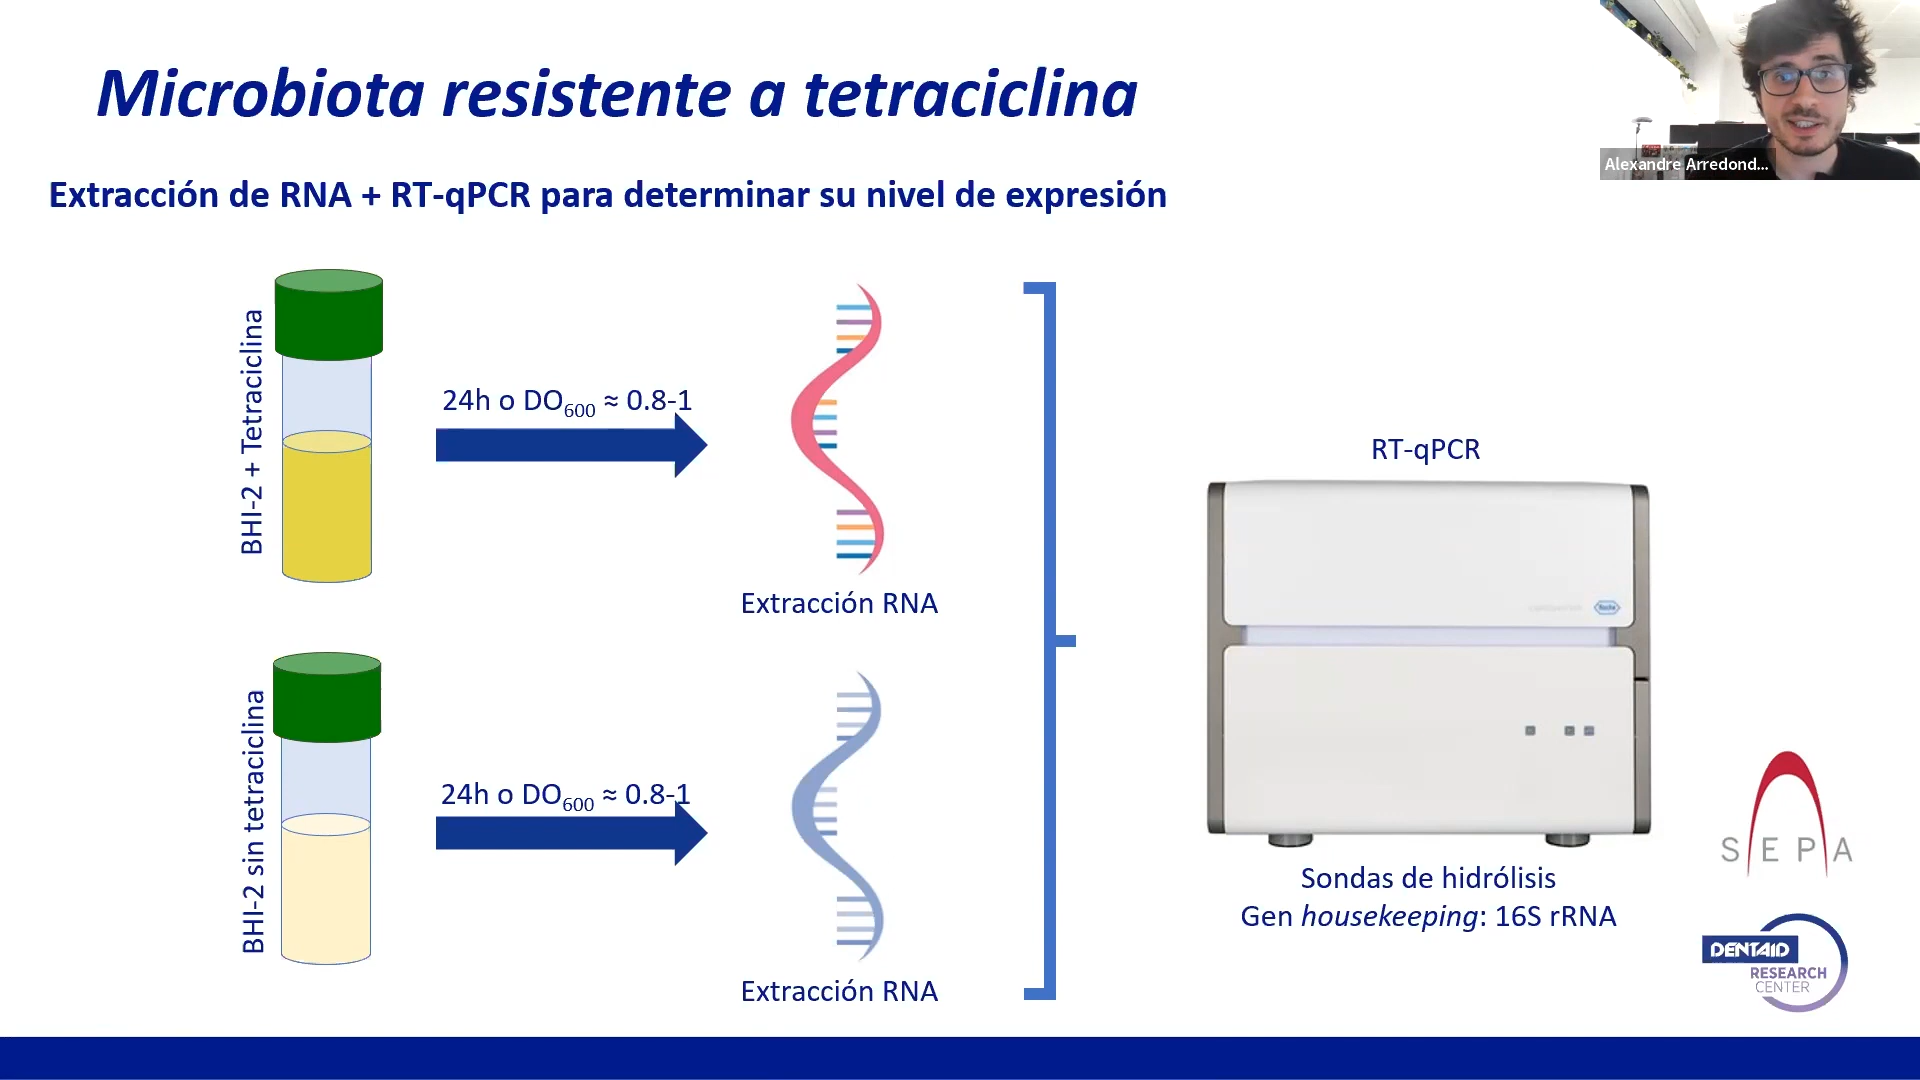 Microbiota resistente a tetraciclina
Alexandre Arredond...
Extracción de RNA + RT-qPCR para determinar su nivel de expresión
BHI-2 + Tetraciclina
24h o DO600 ≈ 0.8-1
Extracción RNA
BHI-2 sin tetraciclina
24h o DO600 ≈ 0.8-1
Extracción RNA
RT-qPCR
Roche
Sondas de hidrólisis
Gen housekeeping: 16S rRNA
SEPA
DENTAID
RESEARCH
CENTER